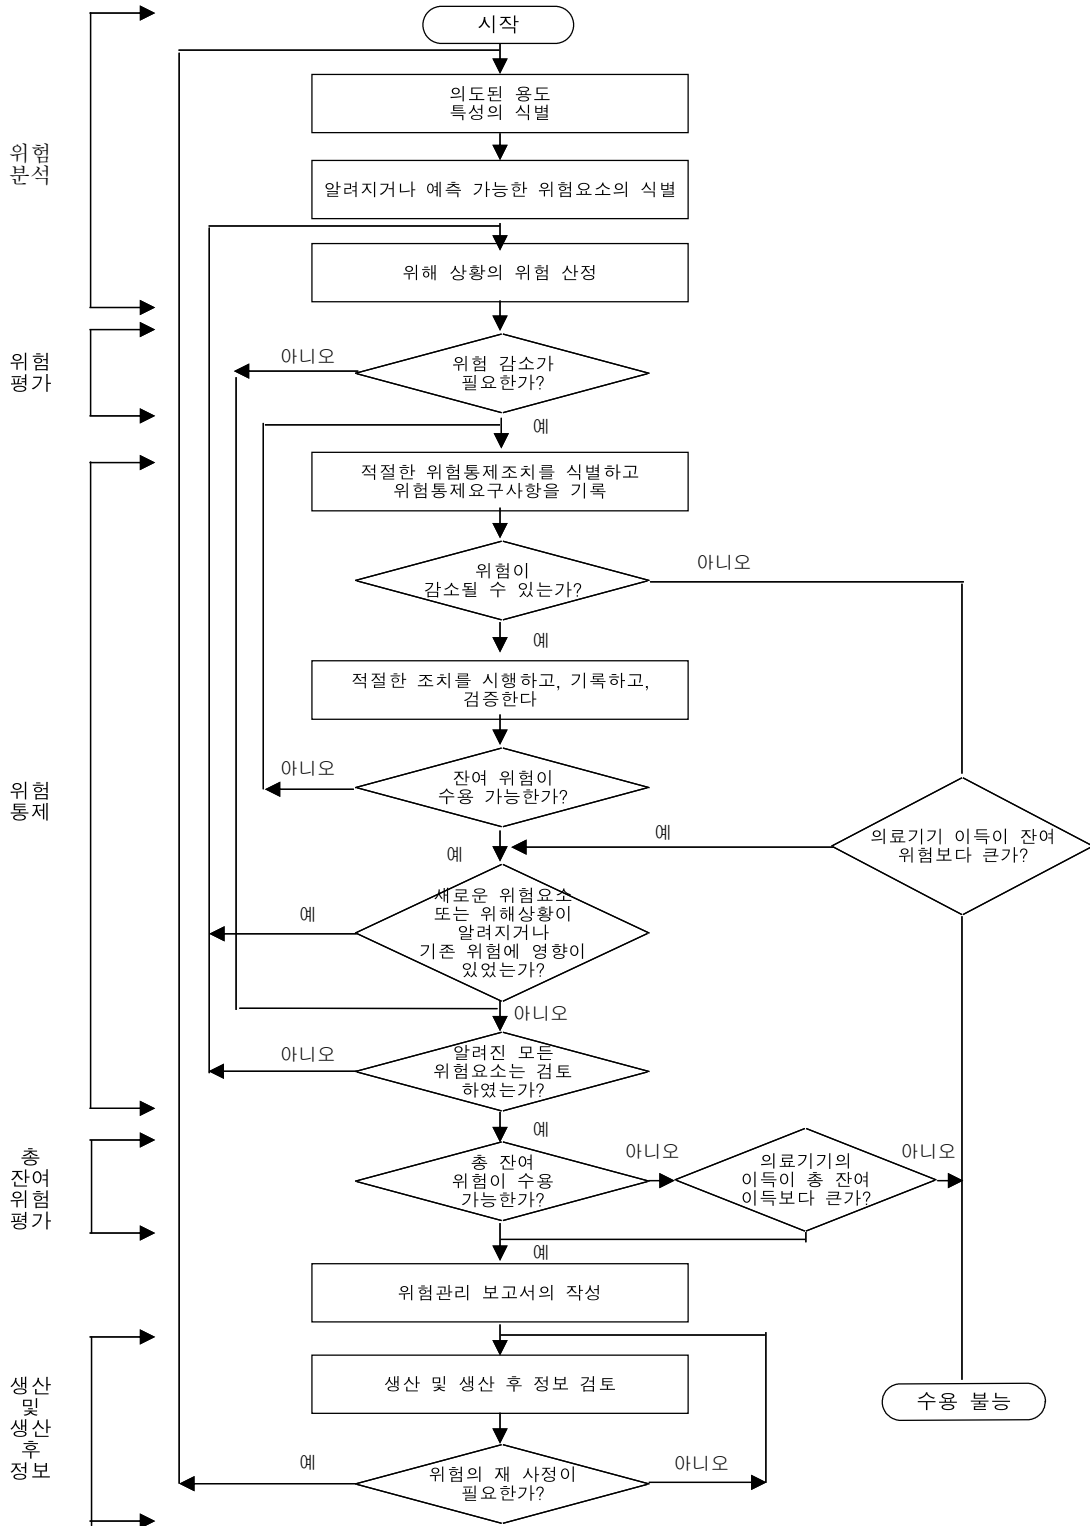 시작
의도된 용도
특성의 식별
위험
분석
알려지거나 예측 가능한 위험요소의 식별
위해 상황의 위험 산정
위험
평가
아니오
위험 감소가
필요한가?
예
적절한 위험통제조치를 식별하고
위험통제요구사항을 기록
위험이
감소될 수 있는가?
아니오
예
적절한 조치를 시행하고, 기록하고,
검증한다
위험
통제
아니오
잔여 위험이
수용 가능한가?
예
의료기기 이득이 잔여
위험보다 큰가?
예
예
새로운 위험요소
또는 위해상황이
알려지거나
기존 위험에 영향이
있었는가?
아니오
아니오
알려진 모든
위험요소는 검토
하였는가?
예
총
잔여
위험
평가
총 잔여
위험이 수용
가능한가?
아니오
의료기기의
이득이 총 잔여
이득보다 큰가?
아니오
예
위험관리 보고서의 작성
생산
및
생산
후
정보
생산 및 생산 후 정보 검토
수용 불능
예
위험의 재 사정이
필요한가?
아니오